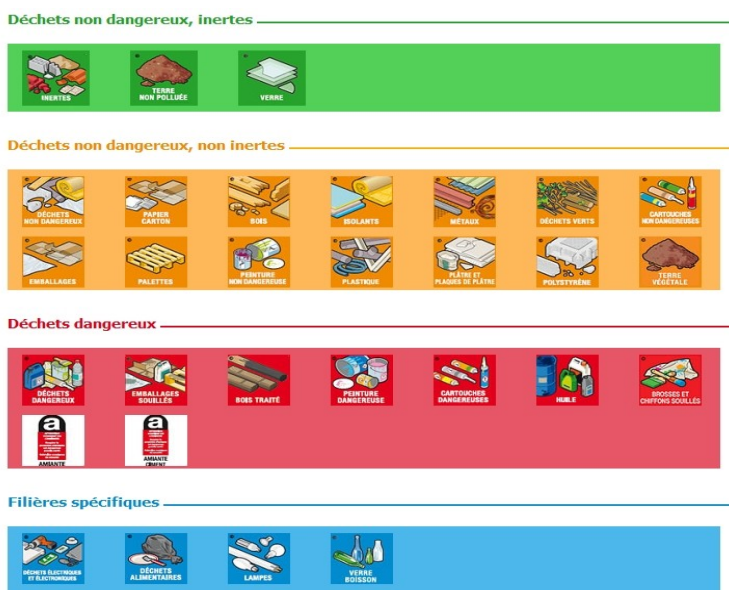 Déchets non dangereux, inertes
INERTES
TERRE
NON POLLUÉE
VERRE
Déchets non dangereux, non inertes
DÉCHETS
NON DANGEREUX
PAPIER
CARTON
BOIS
ISOLANTS
MÉTAUX
DÉCHETS VERTS
CARTOUCHES
NON DANGEREUSES
EMBALLAGES
PALETTES
PEINTURE
NON DANGEREUSE
PLASTIQUE
PLÂTRE ET
PLAQUES DE PLÂTRE
POLYSTYRÈNE
TERRE
VÉGÉTALE
Déchets dangereux
DÉCHETS
DANGEREUX
EMBALLAGES
SOUILLÉS
BOIS TRAITÉ
PEINTURE
DANGEREUSE
CARTOUCHES
DANGEREUSES
HUILE
BROSSES ET
CHIFFONS SOUILLÉS
a
AMIANTE
a
AMIANTE
CIMENT
Filières spécifiques
DÉCHETS ÉLECTRIQUES
ET ÉLECTRONIQUES
DÉCHETS
ALIMENTAIRES
LAMPES
VERRE
BOISSON